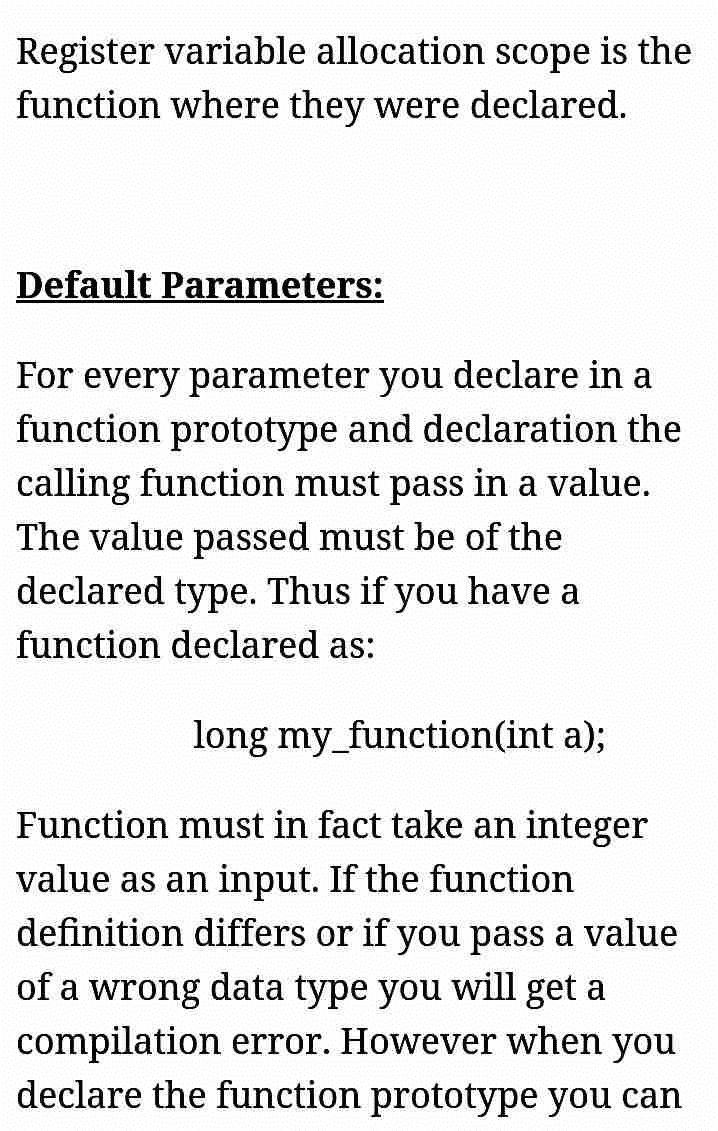 Register variable allocation scope is the
function where they were declared.
Default Parameters:
For every parameter you declare in a
function prototype and declaration the
calling function must pass in a value.
The value passed must be of the
declared type. Thus if you have a
function declared as:
long my_function(int a);
Function must in fact take an integer
value as an input. If the function
definition differs or if you pass a value
of a wrong data type you will get a
compilation error. However when you
declare the function prototype you can